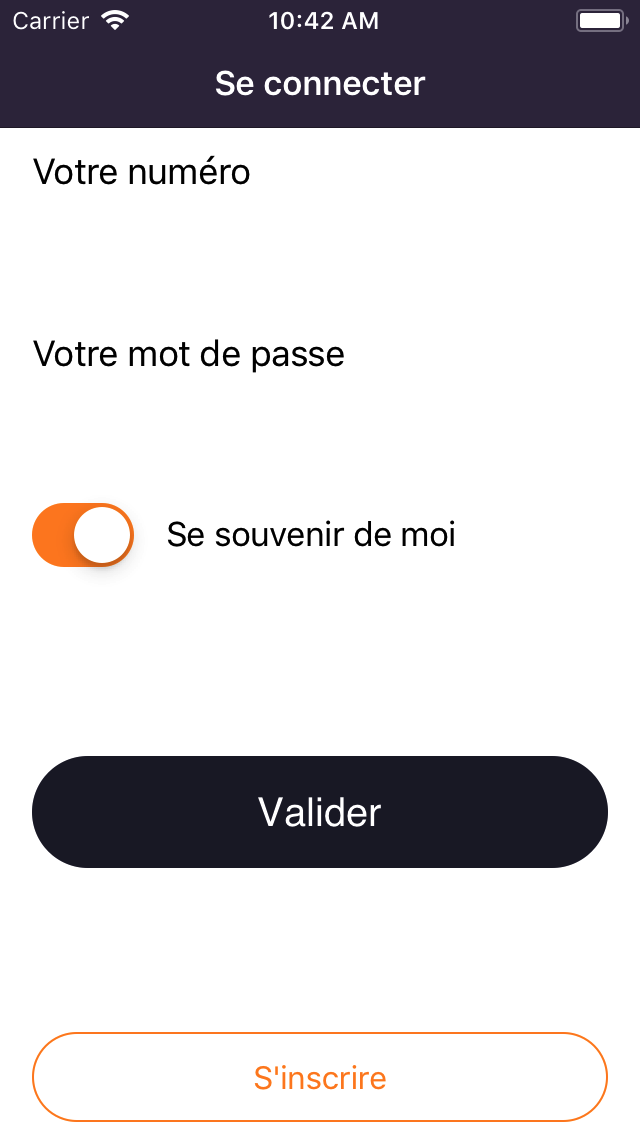 Carrier 10:42 AM
Se connecter
Votre numéro
Votre mot de passe
Se souvenir de moi
Valider
S'inscrire